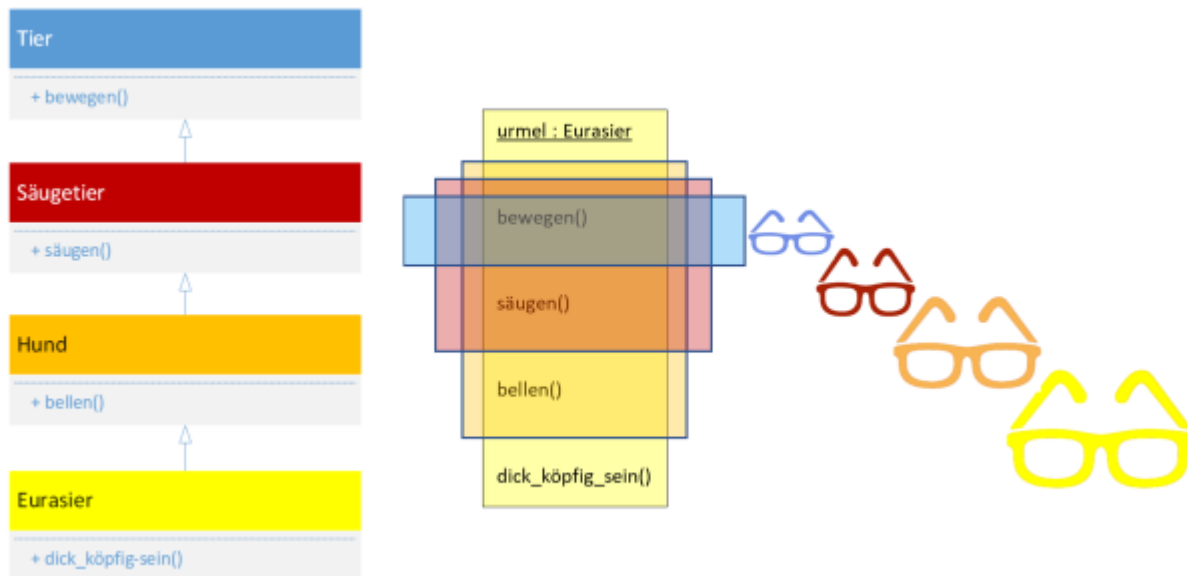 Tier
+ bewegen()
Säugetier
+ säugen()
Hund
+ bellen()
Eurasier
+ dick_köpfig-sein()
urmel : Eurasier
bewegen()
säugen()
bellen()
dick_köpfig_sein()